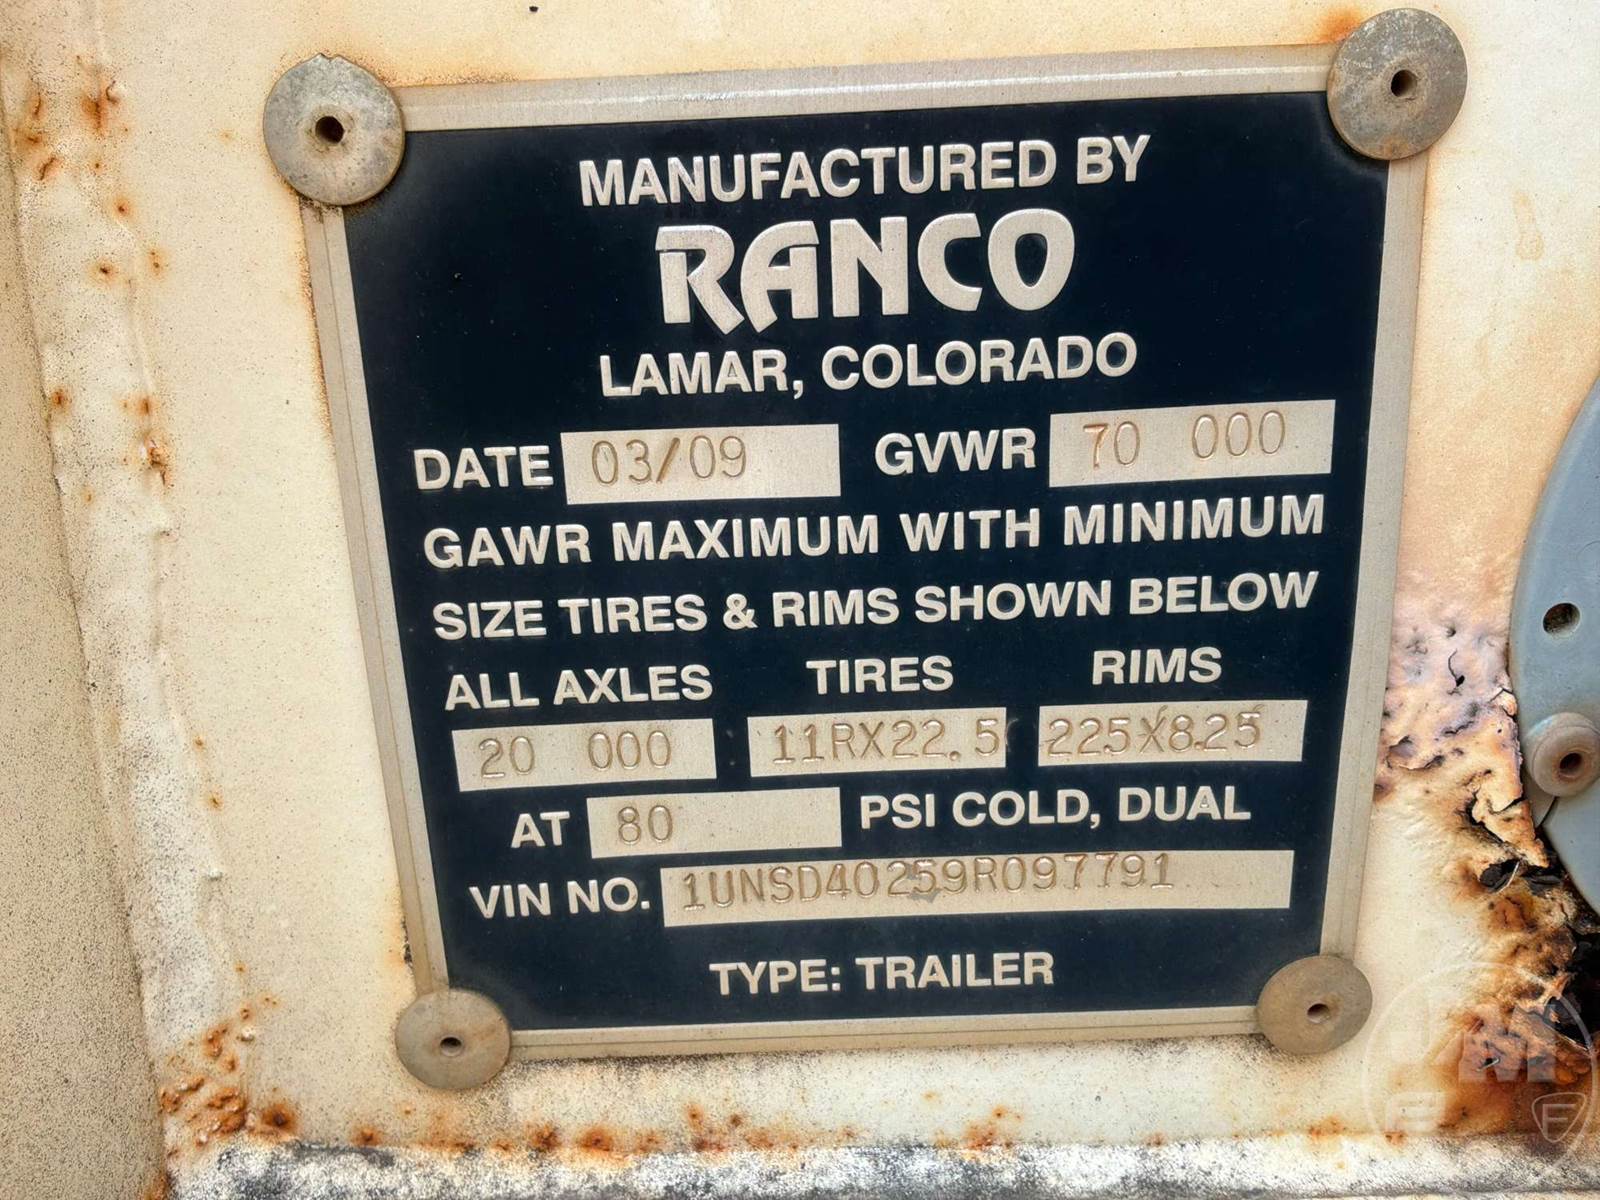 MANUFACTURED BY
RANCO
LAMAR, COLORADO
DATE 03/09 GVWR 70 000
GAWR MAXIMUM WITH MINIMUM
SIZE TIRES & RIMS SHOWN BELOW
ALL AXLES TIRES RIMS
20 000 11RX22.5 225X8.25
AT 80 PSI COLD, DUAL
VIN NO. 1UNSD40259R097791
TYPE: TRAILER